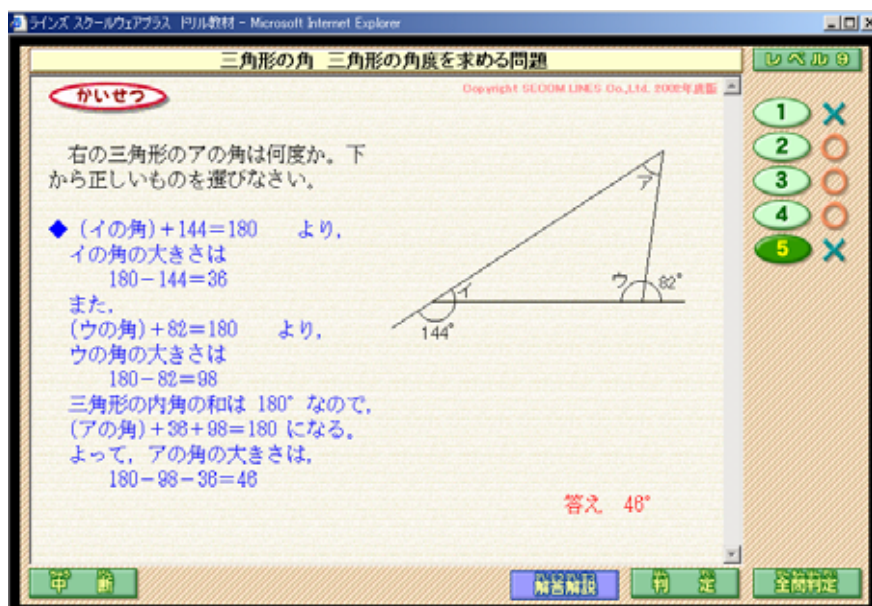 ラインズ スクールウェアプラス ドリル教材 - Microsoft Internet Explorer
三角形の角 三角形の角度を求める問題
レベル 9
かいせつ
Copyright SECOM LINES Co.,Ltd. 2002年度版
右の三角形のアの角は何度か。下
から正しいものを選びなさい。
◆ (イの角)+144=180 より,
イの角の大きさは
180-144=36
また,
(ウの角)+82=180 より,
ウの角の大きさは
180-82=98
三角形の内角の和は 180° なので,
(アの角)+36+98=180 になる。
よって, アの角の大きさは,
180-98-36=46
ア
イ
ウ
82°
144°
答え 46°
1
2
3
4
5
中 断
解答解説
判 定
全問判定